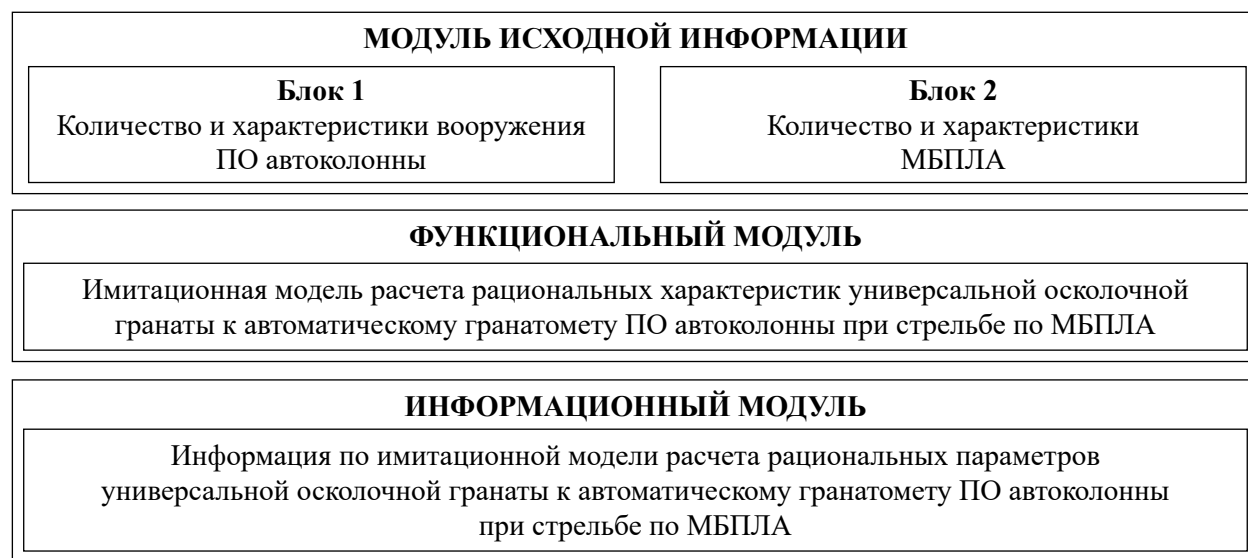 МОДУЛЬ ИСХОДНОЙ ИНФОРМАЦИИ
Блок 1
Количество и характеристики вооружения
ПО автоколонны
Блок 2
Количество и характеристики
МБПЛА
ФУНКЦИОНАЛЬНЫЙ МОДУЛЬ
Имитационная модель расчета рациональных характеристик универсальной осколочной
гранаты к автоматическому гранатомету ПО автоколонны при стрельбе по МБПЛА
ИНФОРМАЦИОННЫЙ МОДУЛЬ
Информация по имитационной модели расчета рациональных параметров
универсальной осколочной гранаты к автоматическому гранатомету ПО автоколонны
при стрельбе по МБПЛА